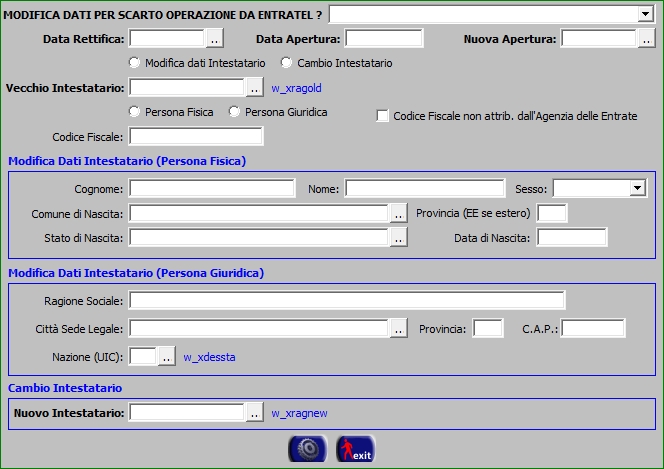 MODIFICA DATI PER SCARTO OPERAZIONE DA ENTRATEL ?
Data Rettifica: .. Data Apertura: Nuova Apertura: ..
Modifica dati Intestatario Cambio Intestatario
Vecchio Intestatario: .. w_xragold
Persona Fisica Persona Giuridica Codice Fiscale non attrib. dall'Agenzia delle Entrate
Codice Fiscale:
Modifica Dati Intestatario (Persona Fisica)
Cognome: Nome: Sesso:
Comune di Nascita: .. Provincia (EE se estero)
Stato di Nascita: .. Data di Nascita:
Modifica Dati Intestatario (Persona Giuridica)
Ragione Sociale:
Città Sede Legale: .. Provincia: C.A.P.:
Nazione (UIC): .. w_xdessta
Cambio Intestatario
Nuovo Intestatario: .. w_xragnew
exit